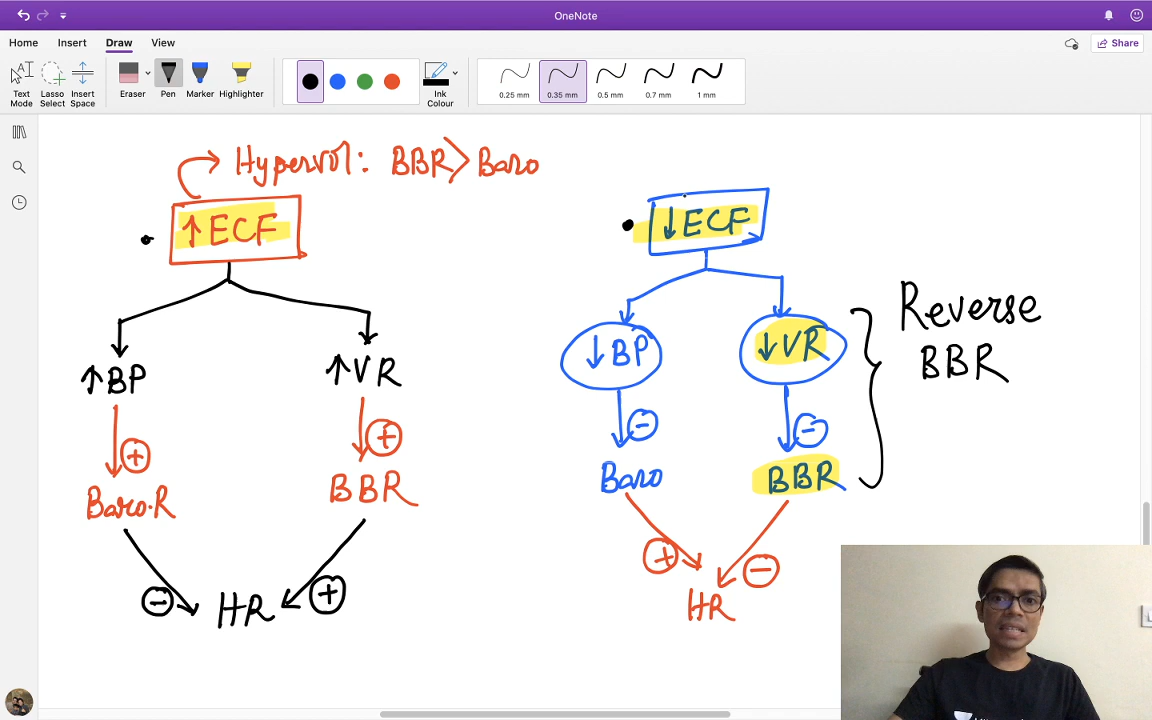 OneNote
Home Insert Draw View
Share
Text Mode
Lasso Select
Insert Space
Eraser
Pen
Marker
Highlighter
Ink Colour
0.25 mm
0.35 mm
0.5 mm
0.7 mm
1 mm
Hypervol: BBR > Baro
↑ECF
↑BP
↑VR
+
+
Baro.R
BBR
-
+
HR
↓ECF
↓BP
↓VR
-
-
Baro
BBR
+
-
HR
Reverse
BBR